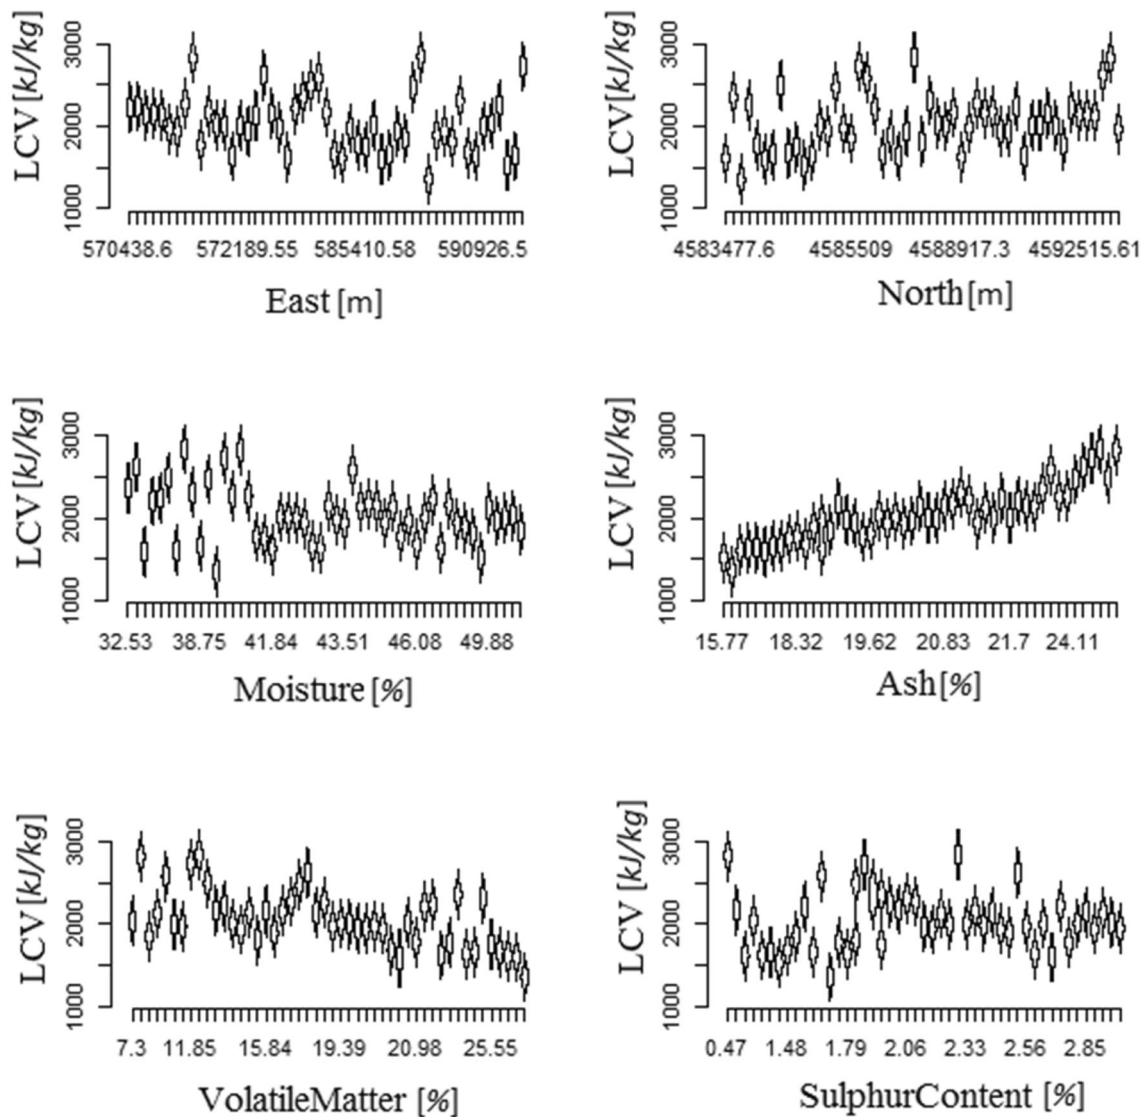 LCV [kJ/kg]
3000
2000
1000
570438.6 572189.55 585410.58 590926.5
East [m]
LCV [kJ/kg]
3000
2000
1000
4583477.6 4585509 4588917.3 4592515.61
North[m]
LCV [kJ/kg]
3000
2000
1000
32.53 38.75 41.84 43.51 46.08 49.88
Moisture [%]
LCV [kJ/kg]
3000
2000
1000
15.77 18.32 19.62 20.83 21.7 24.11
Ash[%]
LCV [kJ/kg]
3000
2000
1000
7.3 11.85 15.84 19.39 20.98 25.55
VolatileMatter [%]
LCV [kJ/kg]
3000
2000
1000
0.47 1.48 1.79 2.06 2.33 2.56 2.85
SulphurContent [%]